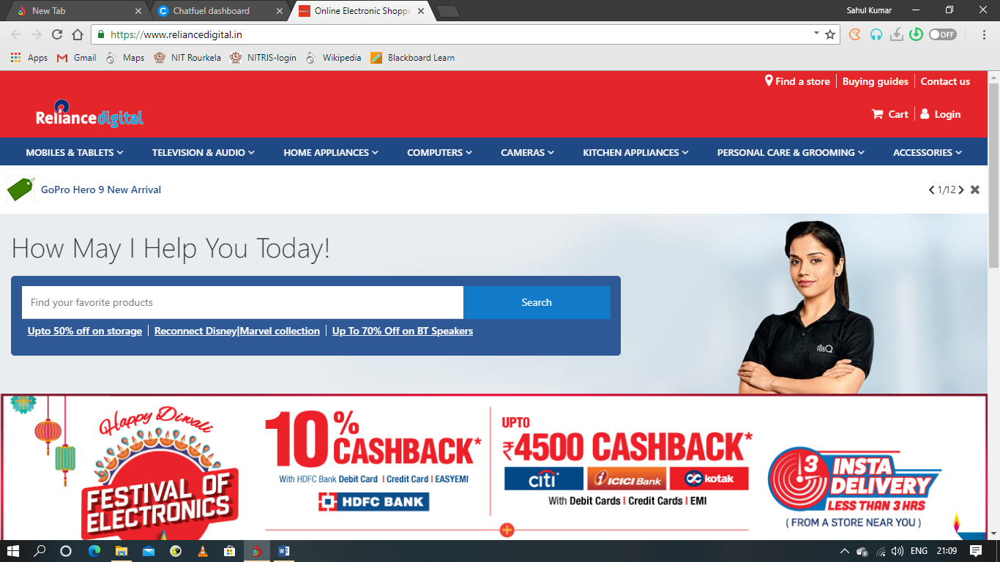 New Tab
Chatfuel dashboard
Online Electronic Shoppi
Sahul Kumar
https://www.reliancedigital.in
OFF
Apps
Gmail
Maps
NIT Rourkela
NITRIS-login
Wikipedia
Blackboard Learn
Find a store
Buying guides
Contact us
Reliance digital
Cart
Login
MOBILES & TABLETS
TELEVISION & AUDIO
HOME APPLIANCES
COMPUTERS
CAMERAS
KITCHEN APPLIANCES
PERSONAL CARE & GROOMING
ACCESSORIES
GoPro Hero 9 New Arrival
1/12
How May I Help You Today!
Find your favorite products
Search
Upto 50% off on storage
Reconnect Disney|Marvel collection
Up To 70% Off on BT Speakers
resQ
Happy Diwali
FESTIVAL OF
ELECTRONICS
10%
CASHBACK*
With HDFC Bank Debit Card | Credit Card | EASYEMI
HDFC BANK
UPTO
₹4500 CASHBACK*
citi
ICICI Bank
kotak
With Debit Cards | Credit Cards | EMI
3
INSTA
DELIVERY
LESS THAN 3 HRS
( FROM A STORE NEAR YOU )
ENG
21:09